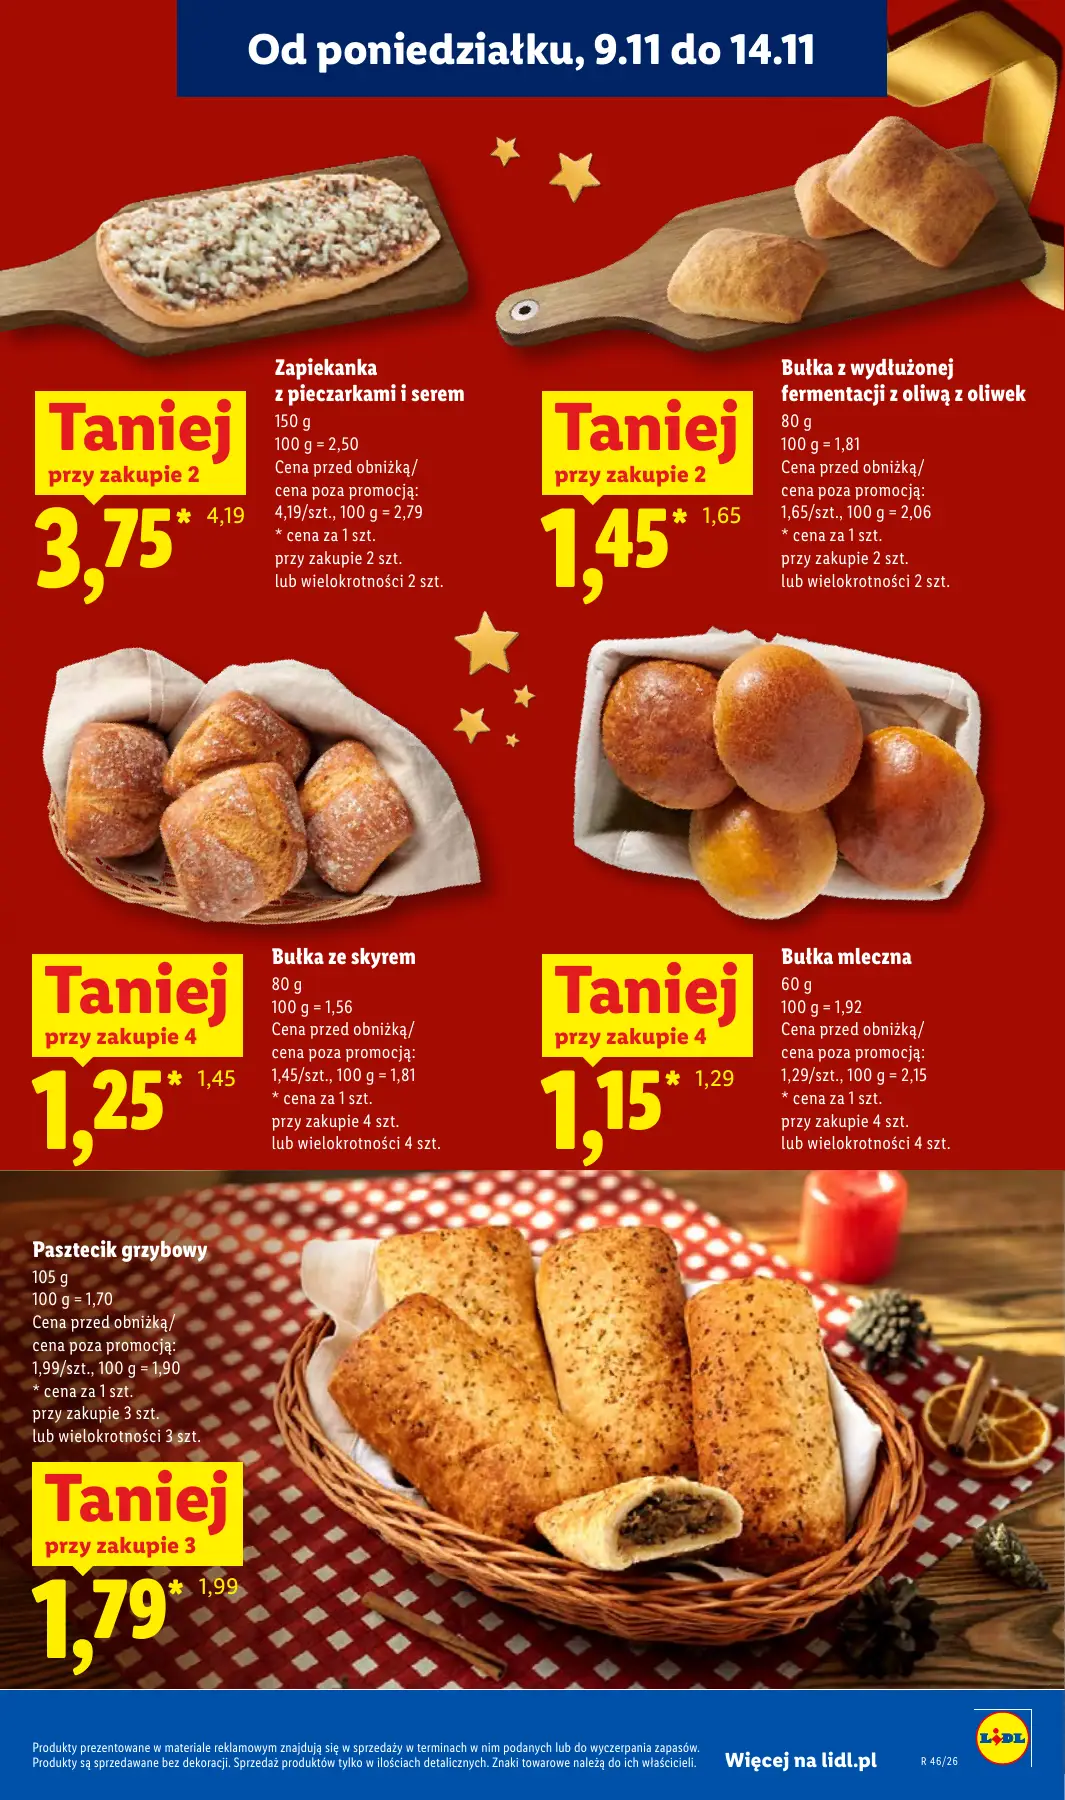 Od poniedziałku, 9.11 do 14.11
Zapiekanka
z pieczarkami i serem
150 g
100 g = 2,50
Cena przed obniżką/
cena poza promocją:
4,19/szt., 100 g = 2,79
* cena za 1 szt.
przy zakupie 2 szt.
lub wielokrotności 2 szt.
Taniej
przy zakupie 2
3,75* 4,19
Bułka z wydłużonej
fermentacji z oliwą z oliwek
80 g
100 g = 1,81
Cena przed obniżką/
cena poza promocją:
1,65/szt., 100 g = 2,06
* cena za 1 szt.
przy zakupie 2 szt.
lub wielokrotności 2 szt.
Taniej
przy zakupie 2
1,45* 1,65
Bułka ze skyrem
80 g
100 g = 1,56
Cena przed obniżką/
cena poza promocją:
1,45/szt., 100 g = 1,81
* cena za 1 szt.
przy zakupie 4 szt.
lub wielokrotności 4 szt.
Taniej
przy zakupie 4
1,25* 1,45
Bułka mleczna
60 g
100 g = 1,92
Cena przed obniżką/
cena poza promocją:
1,29/szt., 100 g = 2,15
* cena za 1 szt.
przy zakupie 4 szt.
lub wielokrotności 4 szt.
Taniej
przy zakupie 4
1,15* 1,29
Pasztecik grzybowy
105 g
100 g = 1,70
Cena przed obniżką/
cena poza promocją:
1,99/szt., 100 g = 1,90
* cena za 1 szt.
przy zakupie 3 szt.
lub wielokrotności 3 szt.
Taniej
przy zakupie 3
1,79* 1,99
Produkty prezentowane w materiale reklamowym znajdują się w sprzedaży w terminach w nim podanych lub do wyczerpania zapasów.
Produkty są sprzedawane bez dekoracji. Sprzedaż produktów tylko w ilościach detalicznych. Znaki towarowe należą do ich właścicieli.
Więcej na lidl.pl
R 46/26
LIDL